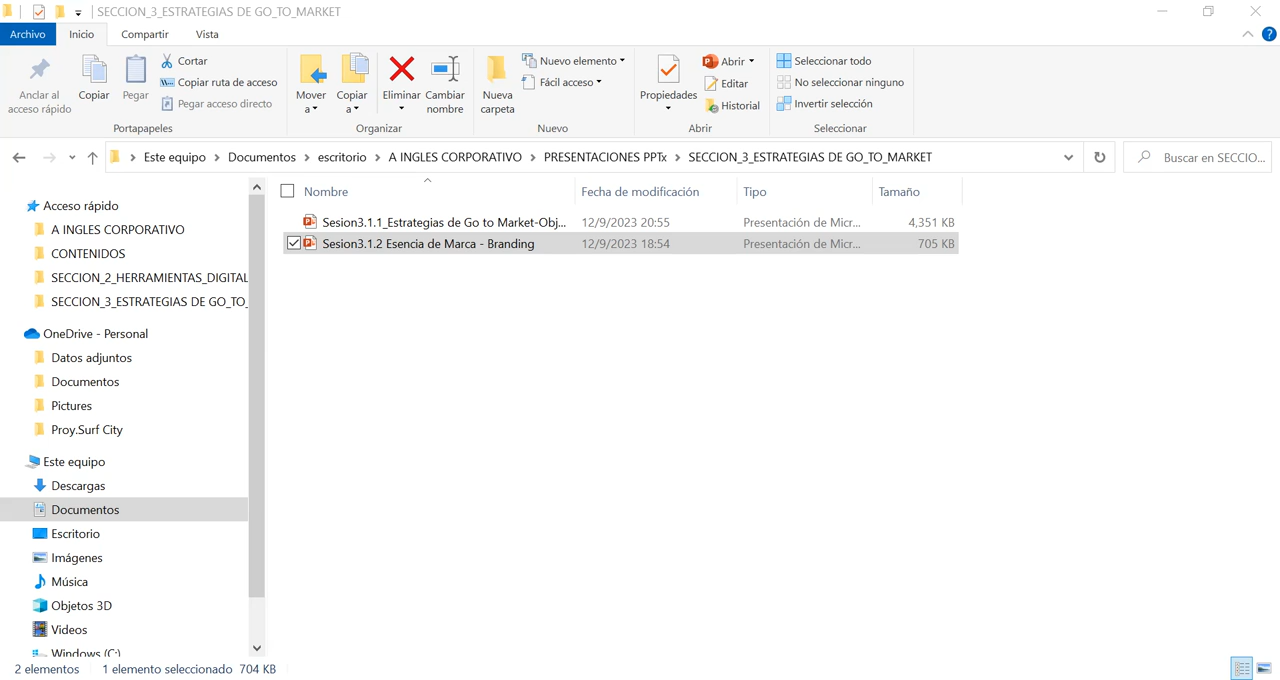 SECCION_3_ESTRATEGIAS DE GO_TO_MARKET
Archivo Inicio Compartir Vista
Anclar al acceso rápido
Copiar
Pegar
Cortar
Copiar ruta de acceso
Pegar acceso directo
Portapapeles
Mover a
Copiar a
Eliminar
Cambiar nombre
Organizar
Nueva carpeta
Nuevo elemento
Fácil acceso
Nuevo
Propiedades
Abrir
Editar
Historial
Abrir
Seleccionar todo
No seleccionar ninguno
Invertir selección
Seleccionar
Este equipo > Documentos > escritorio > A INGLES CORPORATIVO > PRESENTACIONES PPTx > SECCION_3_ESTRATEGIAS DE GO_TO_MARKET
Buscar en SECCIO...
Acceso rápido
A INGLES CORPORATIVO
CONTENIDOS
SECCION_2_HERRAMIENTAS_DIGITAL
SECCION_3_ESTRATEGIAS DE GO_TO_
OneDrive - Personal
Datos adjuntos
Documentos
Pictures
Proy.Surf City
Este equipo
Descargas
Documentos
Escritorio
Imágenes
Música
Objetos 3D
Videos
Windows (C:)
Nombre Fecha de modificación Tipo Tamaño
Sesion3.1.1_Estrategias de Go to Market-Obj... 12/9/2023 20:55 Presentación de Micr... 4,351 KB
Sesion3.1.2 Esencia de Marca - Branding 12/9/2023 18:54 Presentación de Micr... 705 KB
2 elementos 1 elemento seleccionado 704 KB